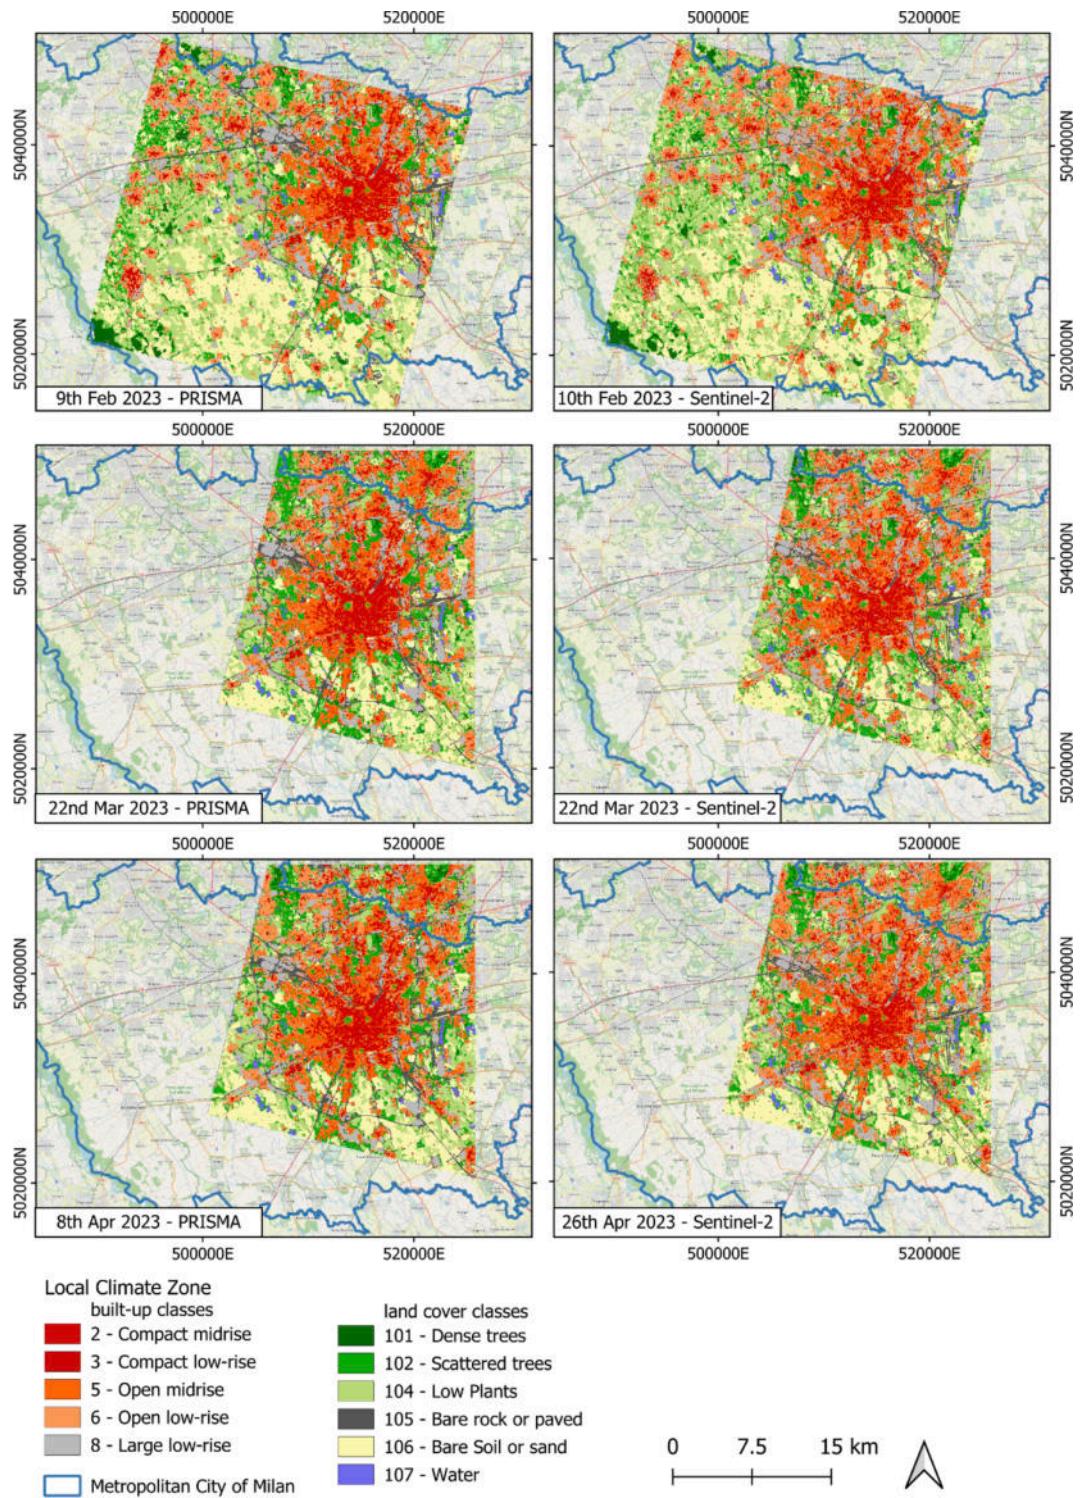 500000E 520000E 500000E 520000E
5040000N 5040000N
5020000N 5020000N
9th Feb 2023 - PRISMA 10th Feb 2023 - Sentinel-2
500000E 520000E 500000E 520000E
5040000N 5040000N
5020000N 5020000N
22nd Mar 2023 - PRISMA 22nd Mar 2023 - Sentinel-2
500000E 520000E 500000E 520000E
5040000N 5040000N
5020000N 5020000N
8th Apr 2023 - PRISMA 26th Apr 2023 - Sentinel-2
500000E 520000E 500000E 520000E
Local Climate Zone
built-up classes
2 - Compact midrise
3 - Compact low-rise
5 - Open midrise
6 - Open low-rise
8 - Large low-rise
Metropolitan City of Milan
land cover classes
101 - Dense trees
102 - Scattered trees
104 - Low Plants
105 - Bare rock or paved
106 - Bare Soil or sand
107 - Water
0 7.5 15 km